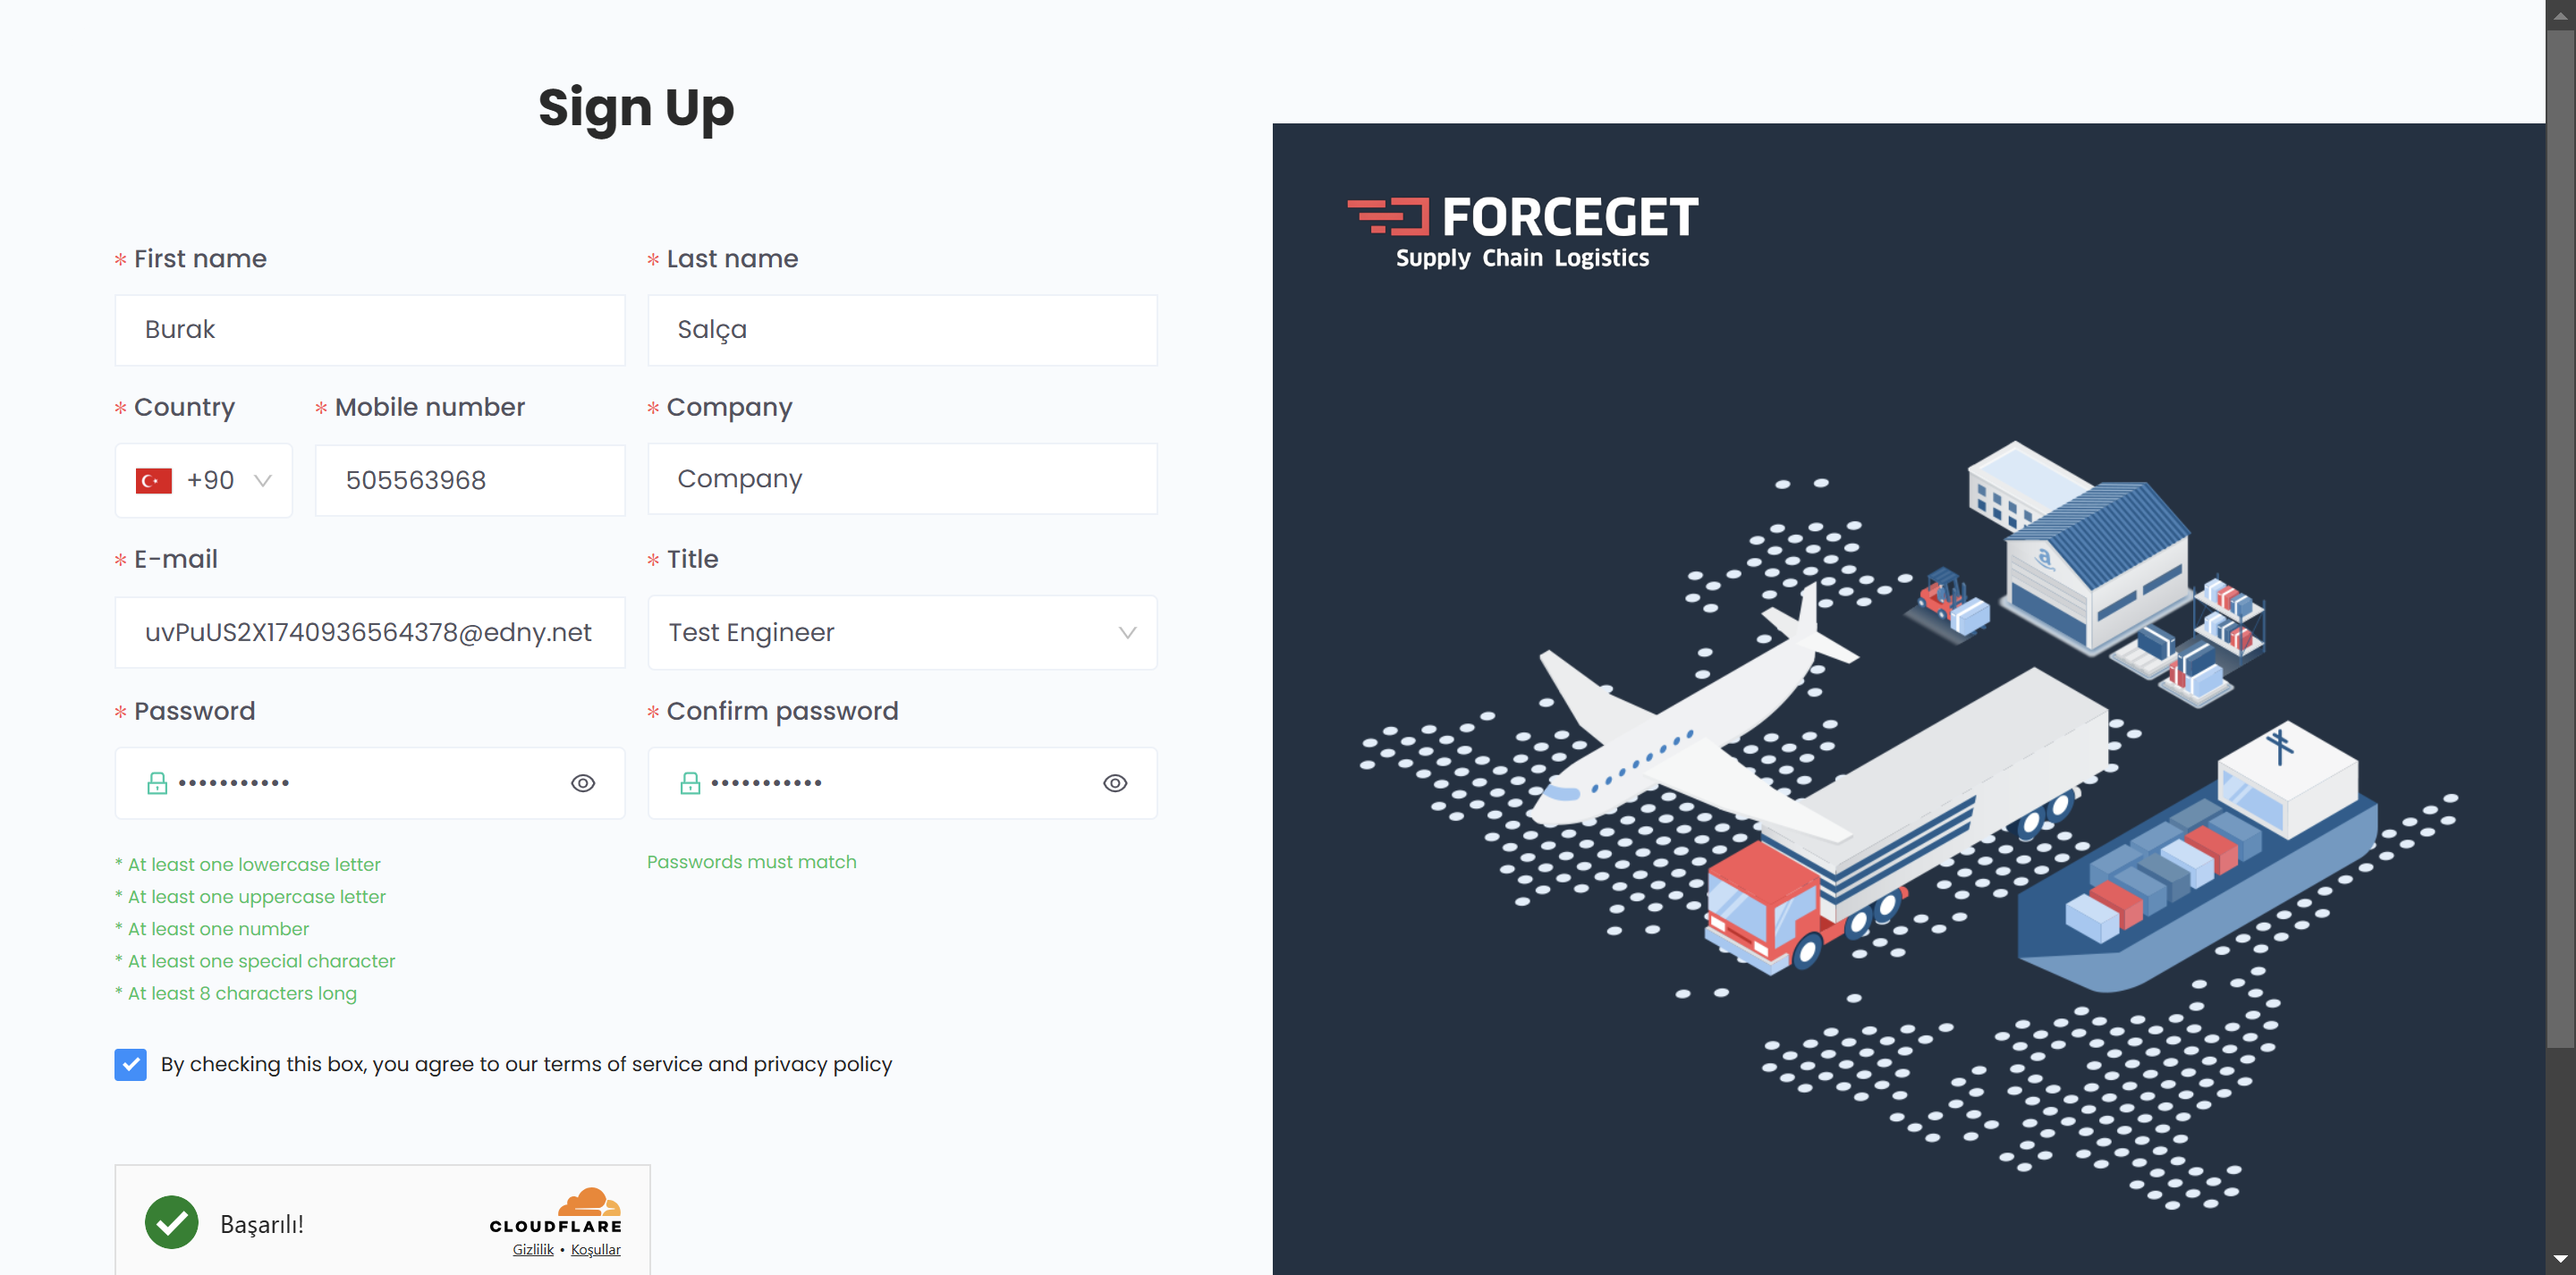 Sign Up
FORCEGET
Supply Chain Logistics
* First name
* Last name
Burak
Salça
* Country
* Mobile number
* Company
+90
505563968
Company
* E-mail
* Title
uvPuUS2X1740936564378@edny.net
Test Engineer
* Password
* Confirm password
•••••••••••
•••••••••••
* At least one lowercase letter
Passwords must match
* At least one uppercase letter
* At least one number
* At least one special character
* At least 8 characters long
By checking this box, you agree to our terms of service and privacy policy
Başarılı!
CLOUDFLARE
Gizlilik • Koşullar